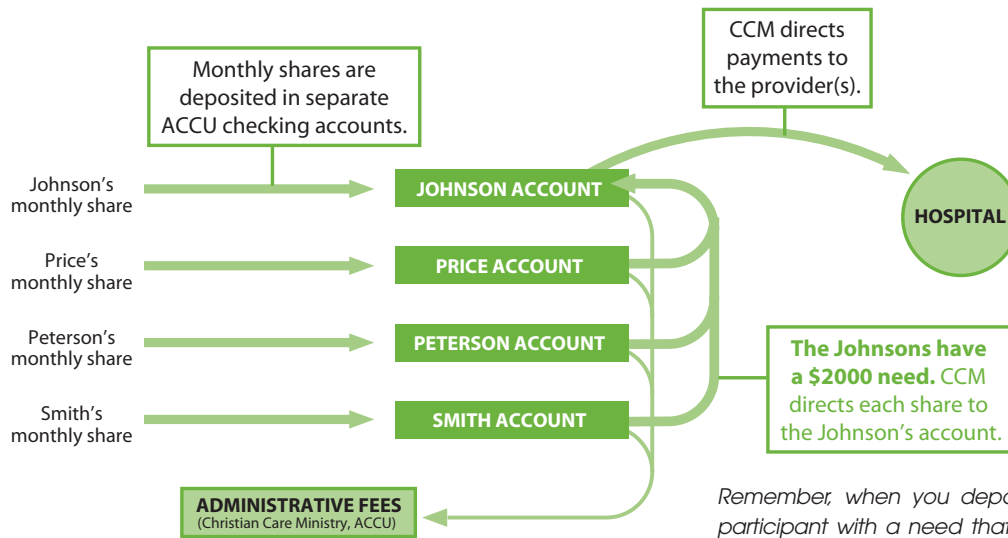 Monthly shares are
deposited in separate
ACCU checking accounts.
CCM directs
payments to
the provider(s).
Johnson's
monthly share
JOHNSON ACCOUNT
HOSPITAL
Price's
monthly share
PRICE ACCOUNT
Peterson's
monthly share
PETERSON ACCOUNT
The Johnsons have
a $2000 need. CCM
directs each share to
the Johnson's account.
Smith's
monthly share
SMITH ACCOUNT
ADMINISTRATIVE FEES
(Christian Care Ministry, ACCU)
Remember, when you
participant with a need that